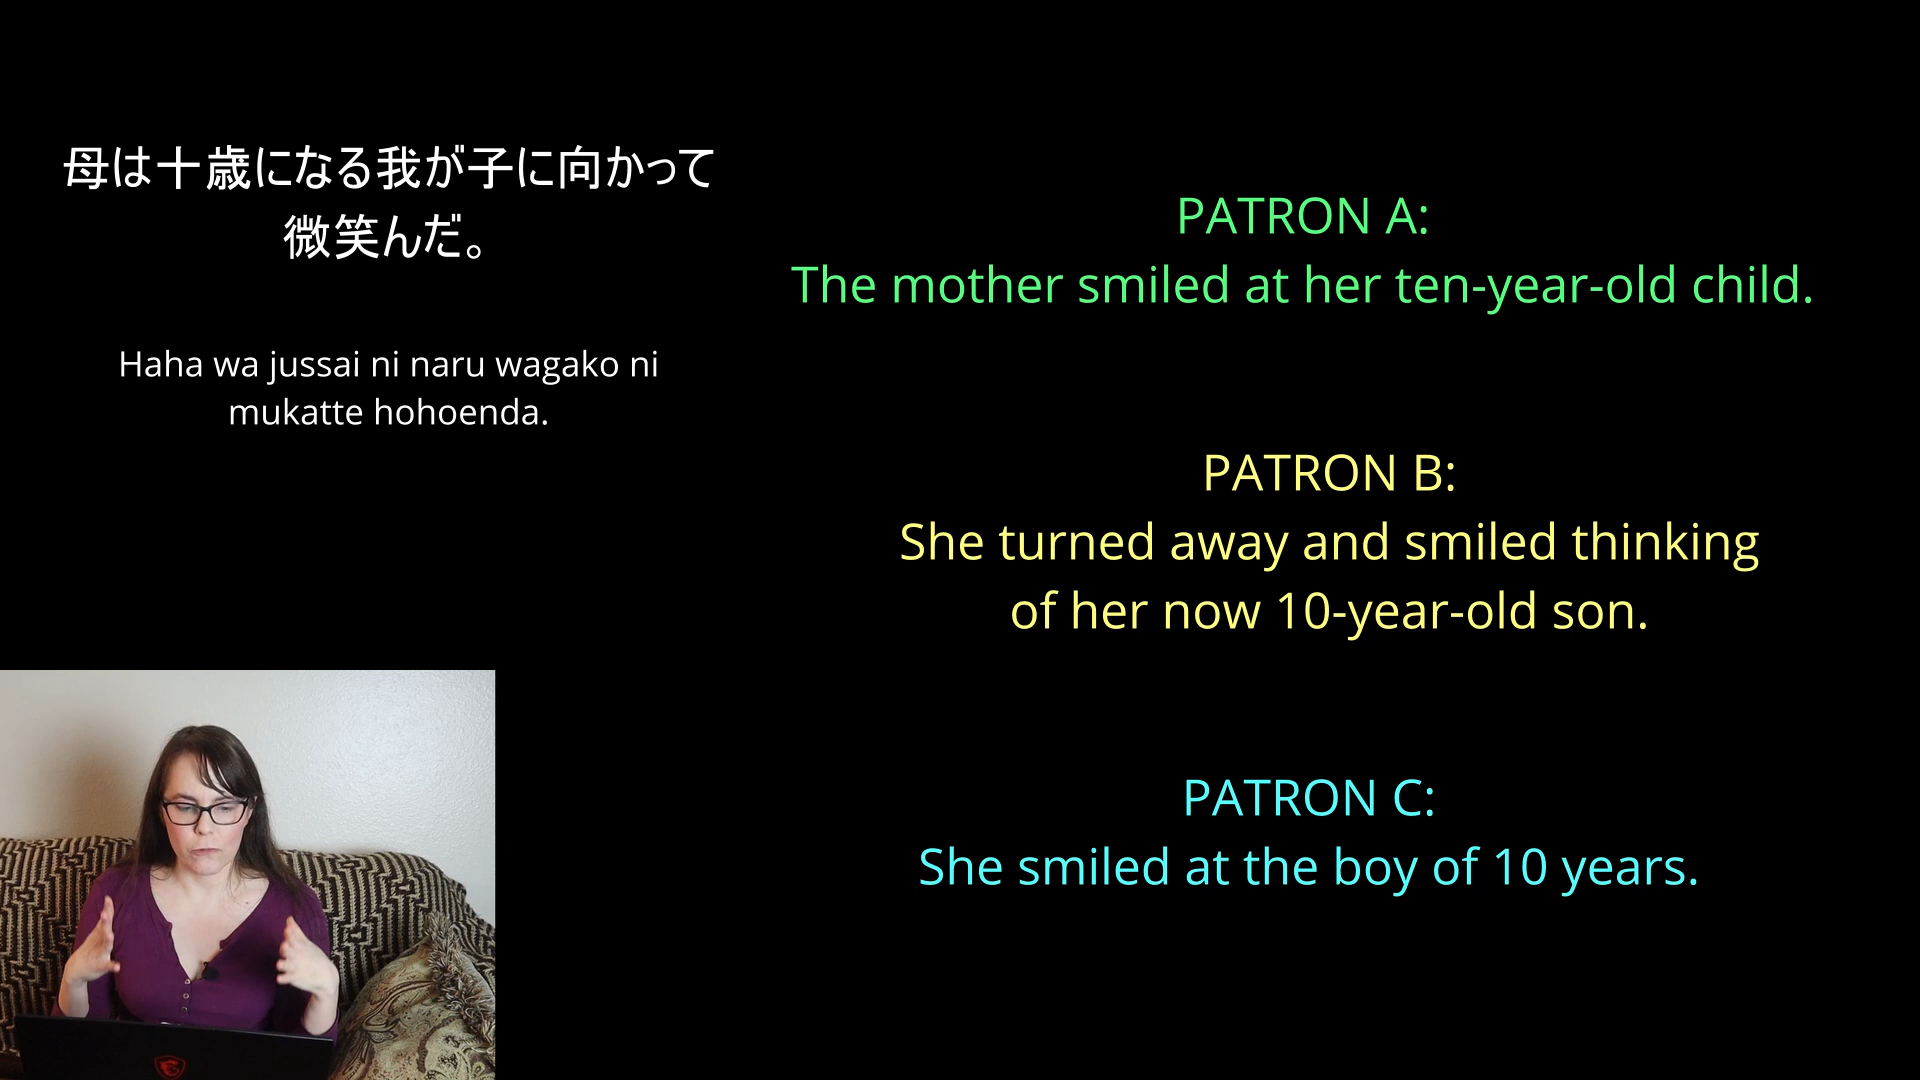 母は十歳になる我が子に向かって
微笑んだ。
Haha wa jussai ni naru wagako ni
mukatte hohoenda.
PATRON A:
The mother smiled at her ten-year-old child.
PATRON B:
She turned away and smiled thinking
of her now 10-year-old son.
PATRON C:
She smiled at the boy of 10 years.